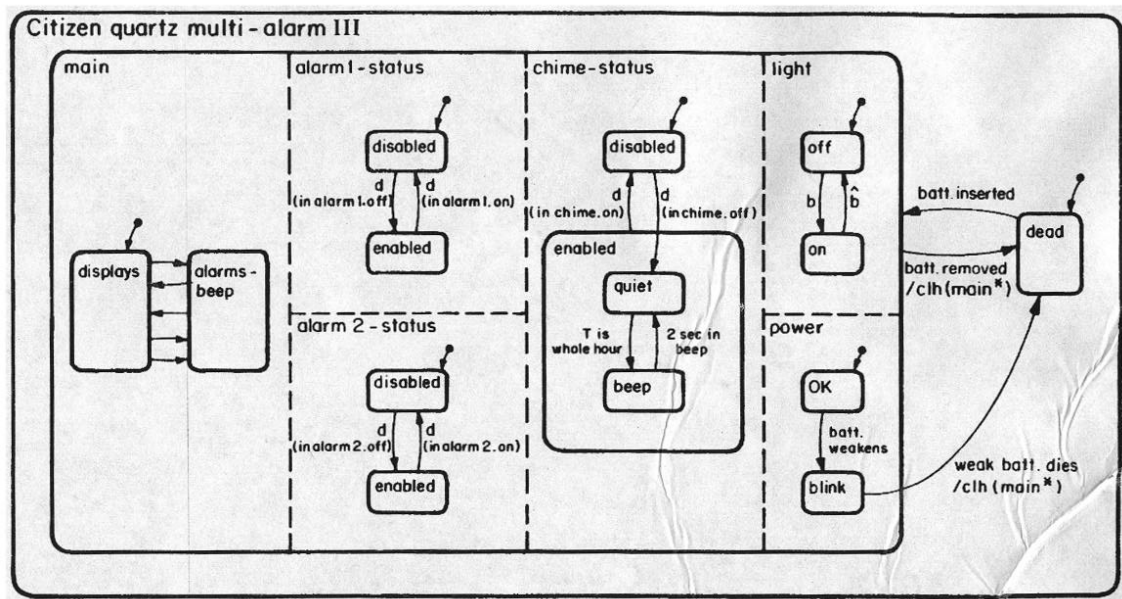 Citizen quartz multi-alarm III
main
displays
alarms-
beep
alarm1-status
disabled
d
(in alarm1.off)
d
(in alarm1.on)
enabled
alarm 2-status
disabled
d
(in alarm2.off)
d
(in alarm 2.on)
enabled
chime-status
disabled
d
(in chime.on)
d
(in chime.off)
enabled
quiet
T is
whole hour
2 sec in
beep
beep
light
off
b
b̂
on
power
OK
batt.
weakens
blink
batt. inserted
dead
batt. removed
/clh(main*)
weak batt. dies
/clh (main*)